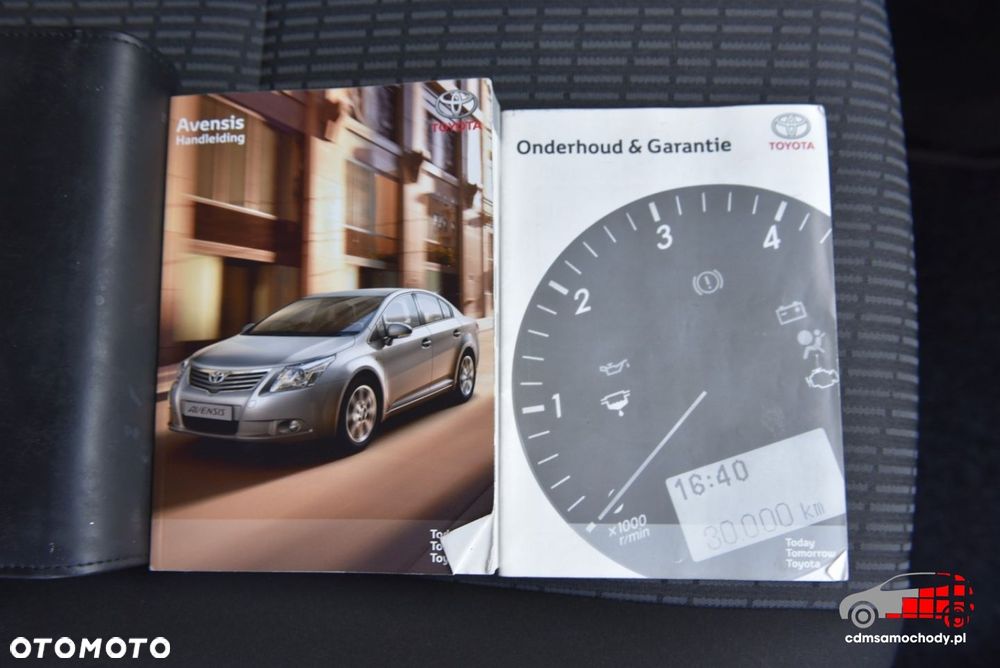 Avensis
Handleiding
TOYOTA
AVENSIS
Onderhoud & Garantie
TOYOTA
1
2
3
4
x1000
r/min
16:40
30.000 km
Today
Tomorrow
Toyota
OTOMOTO
cdmsamochody.pl